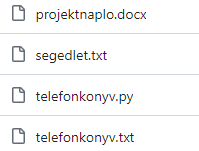 projektnaplo.docx
segedlet.txt
telefonkonyv.py
telefonkonyv.txt